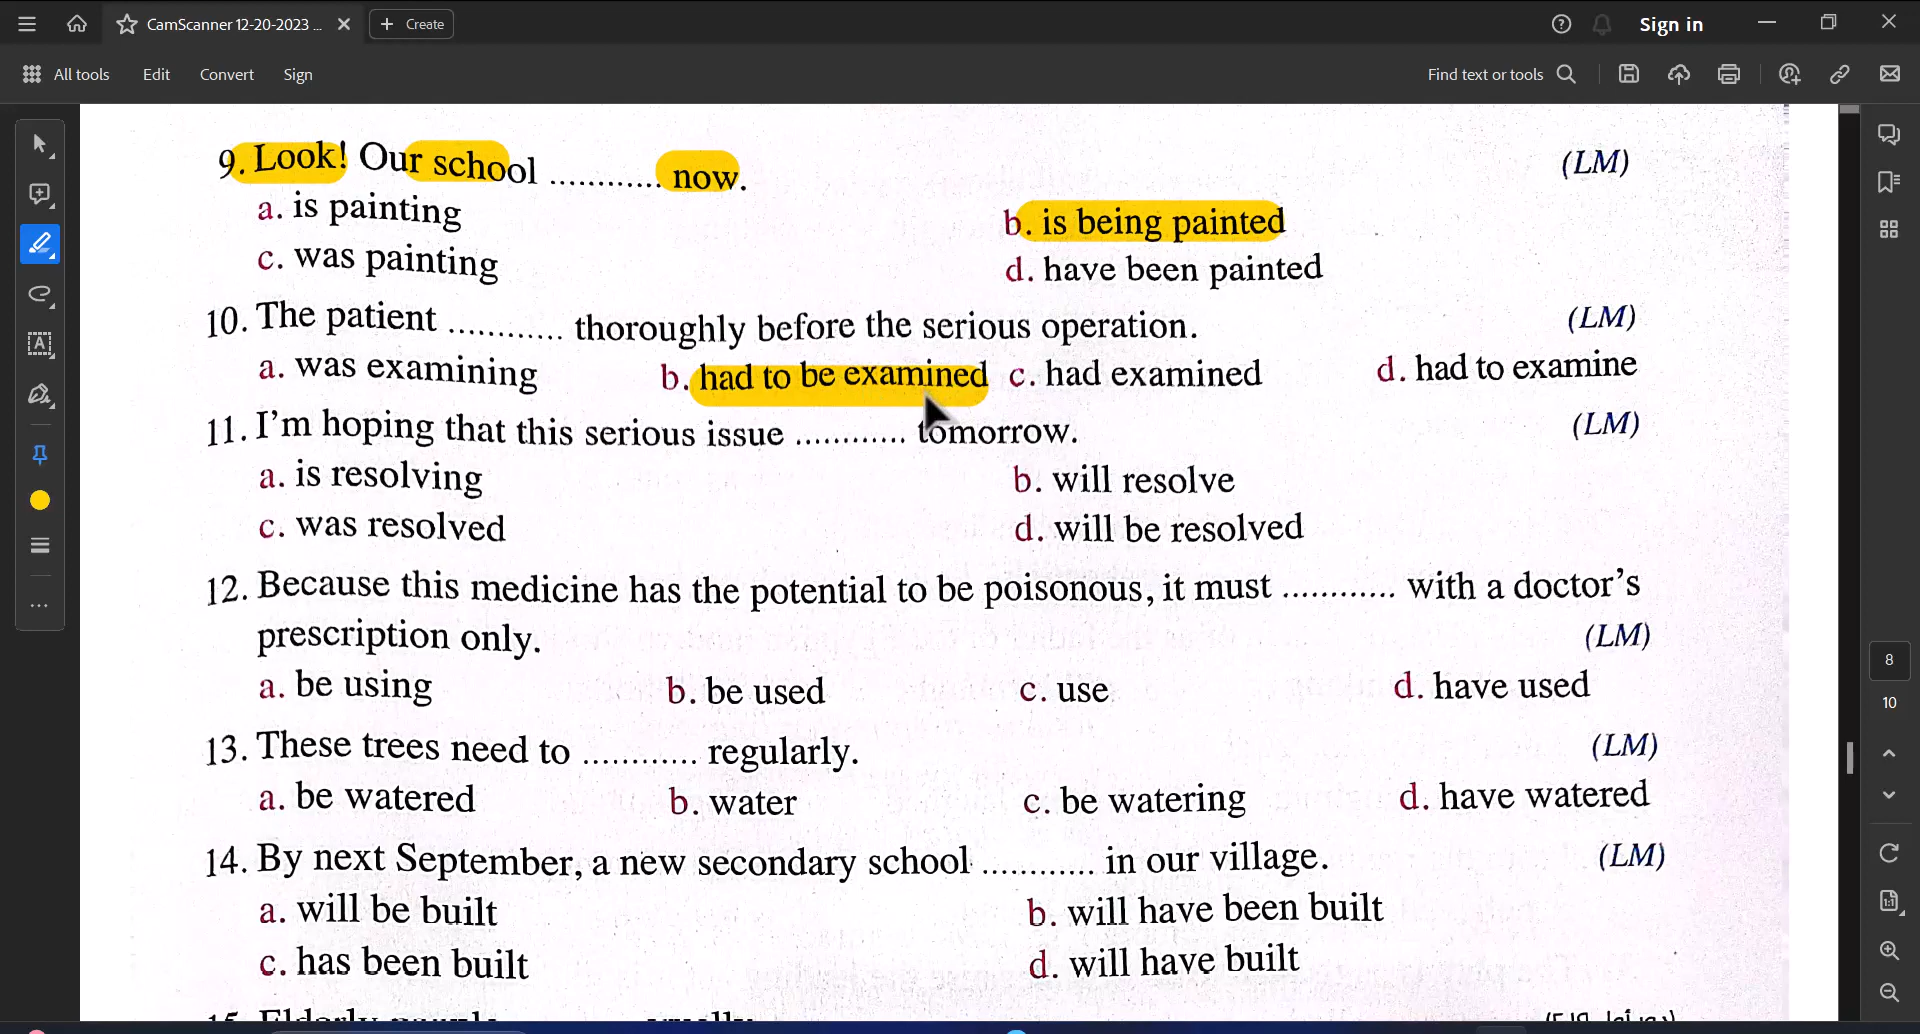 CamScanner 12-20-2023 ...
Create
Sign in
All tools
Edit
Convert
Sign
Find text or tools
9. Look! Our school ............ now. (LM)
a. is painting b. is being painted
c. was painting d. have been painted
10. The patient ............ thoroughly before the serious operation. (LM)
a. was examining b. had to be examined c. had examined d. had to examine
11. I'm hoping that this serious issue ............ tomorrow. (LM)
a. is resolving b. will resolve
c. was resolved d. will be resolved
12. Because this medicine has the potential to be poisonous, it must ............ with a doctor's
prescription only. (LM)
a. be using b. be used c. use d. have used
13. These trees need to ............ regularly. (LM)
a. be watered b. water c. be watering d. have watered
14. By next September, a new secondary school ............ in our village. (LM)
a. will be built b. will have been built
c. has been built d. will have built
8
10